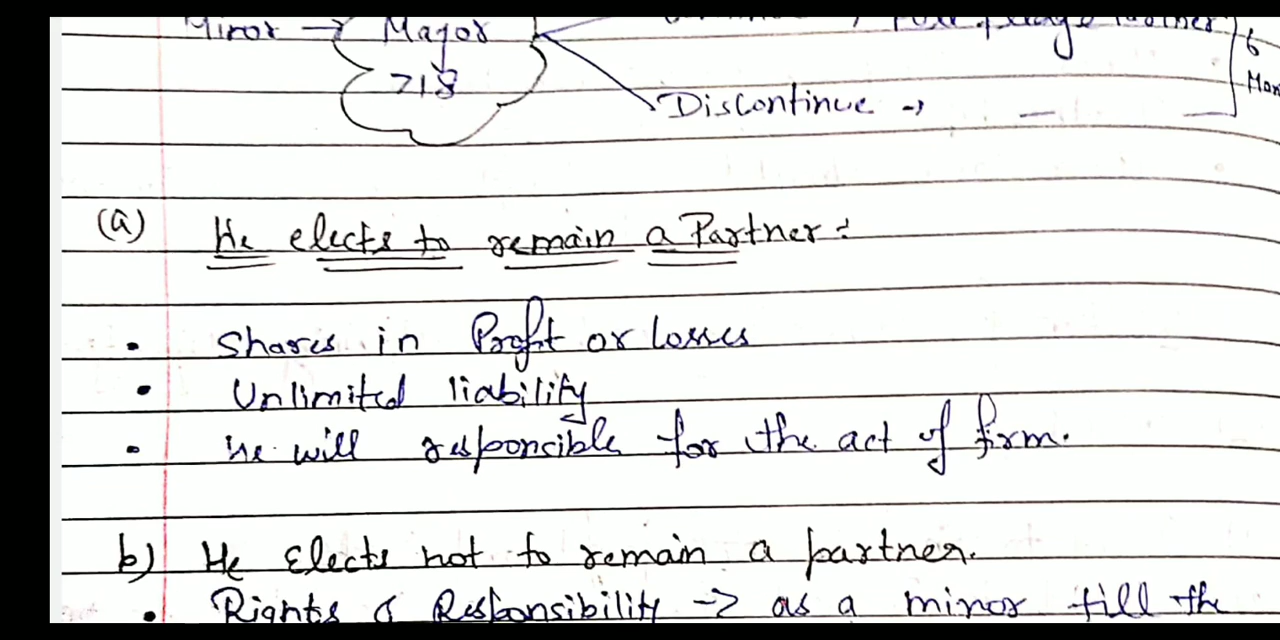 Minor → Major
>18
Discontinue →
6
(a) He elects to remain a Partner:
• Shares in Profit or losses
• Unlimited liability
• he will responsible for the act of firm.
b) He Elects not to remain a partner.
• Rights & Responsibility → as a minor till the